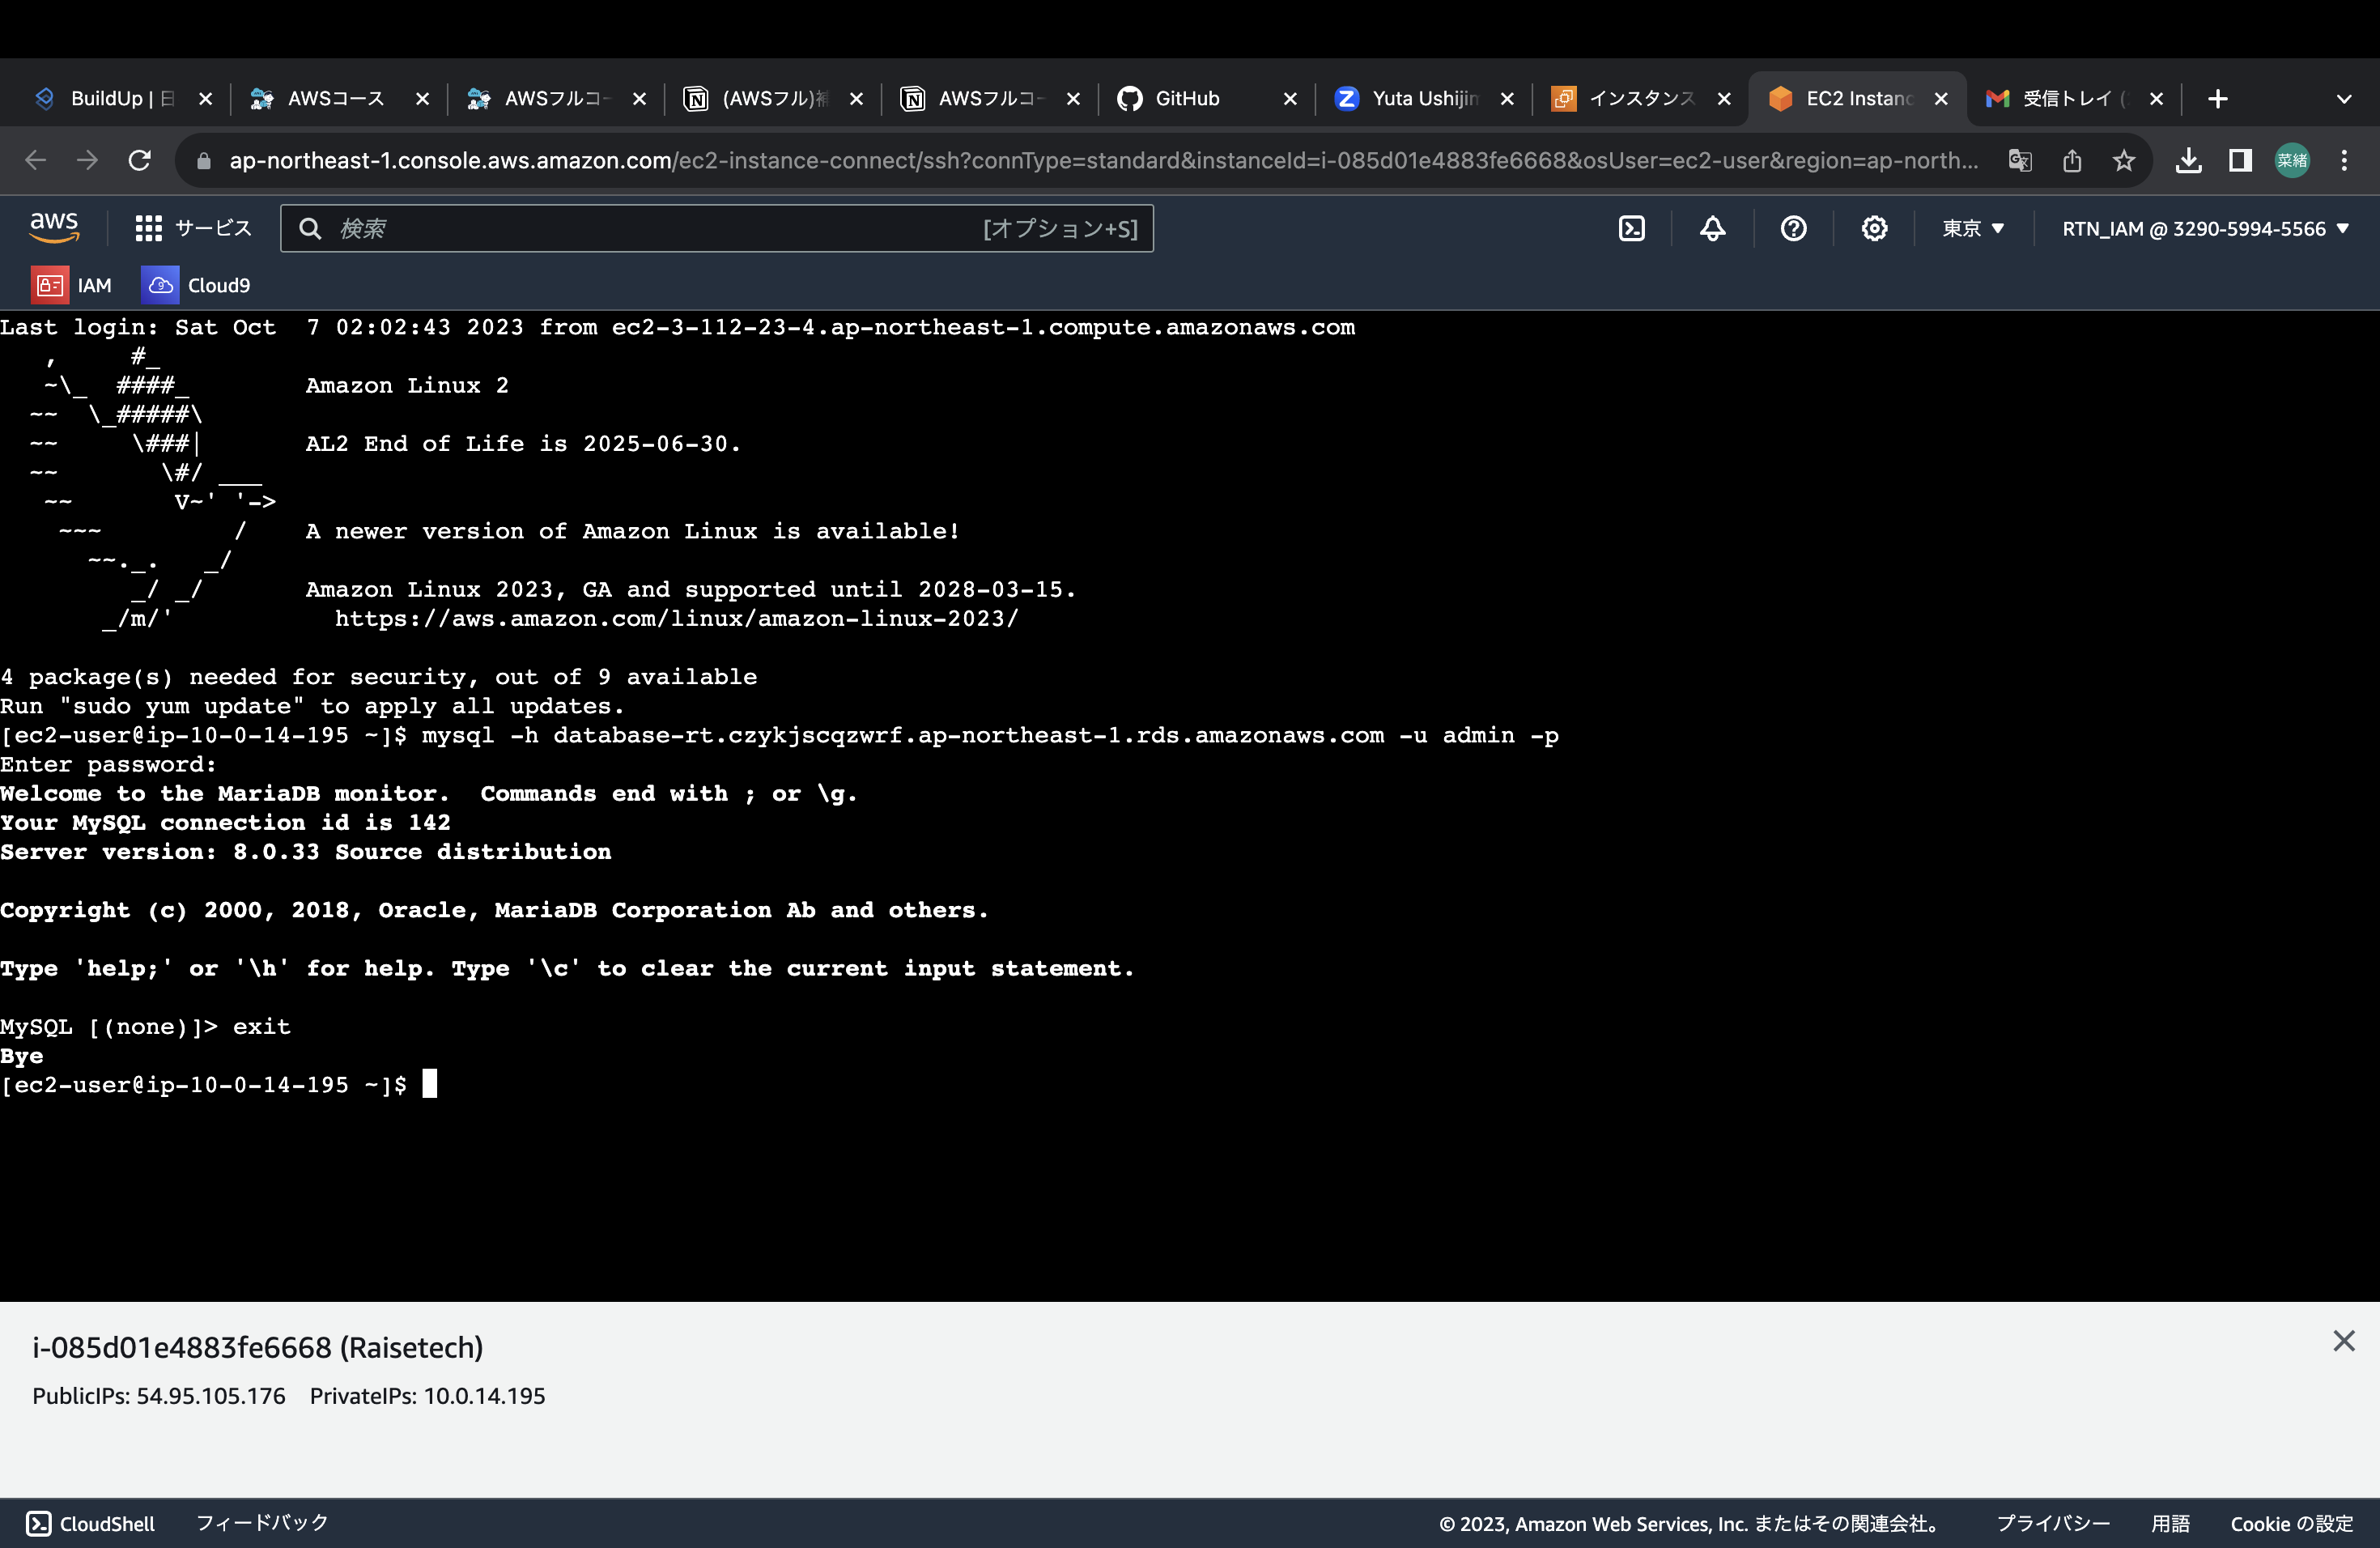 BuildUp | 日
AWSコース
AWSフルコー
(AWSフル)補
AWSフルコー
GitHub
Yuta Ushijim
インスタンス
EC2 Instanc
受信トレイ (
ap-northeast-1.console.aws.amazon.com/ec2-instance-connect/ssh?connType=standard&instanceId=i-085d01e4883fe6668&osUser=ec2-user&region=ap-north...
菜緒
aws
サービス
検索
[オプション+S]
東京 ▼
RTN_IAM @ 3290-5994-5566 ▼
IAM
Cloud9
Last login: Sat Oct  7 02:02:43 2023 from ec2-3-112-23-4.ap-northeast-1.compute.amazonaws.com
   ,     #_
   ~\_  ####_        Amazon Linux 2
  ~~  \_#####\
  ~~     \###|       AL2 End of Life is 2025-06-30.
  ~~       \#/ ___
   ~~       V~' '->
    ~~~         /    A newer version of Amazon Linux is available!
      ~~._.   _/
         _/ _/       Amazon Linux 2023, GA and supported until 2028-03-15.
       _/m/'           https://aws.amazon.com/linux/amazon-linux-2023/
4 package(s) needed for security, out of 9 available
Run "sudo yum update" to apply all updates.
[ec2-user@ip-10-0-14-195 ~]$ mysql -h database-rt.czykjscqzwrf.ap-northeast-1.rds.amazonaws.com -u admin -p
Enter password:
Welcome to the MariaDB monitor.  Commands end with ; or \g.
Your MySQL connection id is 142
Server version: 8.0.33 Source distribution
Copyright (c) 2000, 2018, Oracle, MariaDB Corporation Ab and others.
Type 'help;' or '\h' for help. Type '\c' to clear the current input statement.
MySQL [(none)]> exit
Bye
[ec2-user@ip-10-0-14-195 ~]$
i-085d01e4883fe6668 (Raisetech)
PublicIPs: 54.95.105.176    PrivateIPs: 10.0.14.195
CloudShell
フィードバック
© 2023, Amazon Web Services, Inc. またはその関連会社。
プライバシー
用語
Cookie の設定